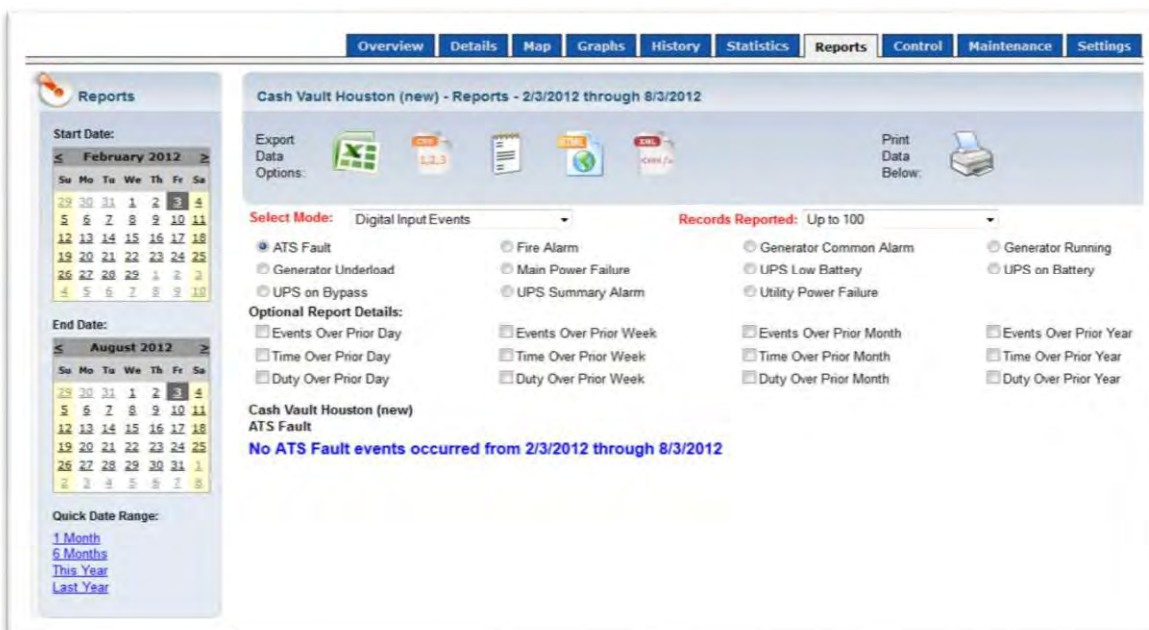 Overview Details Map Graphs History Statistics Reports Control Maintenance Settings
Reports
Start Date:
< February 2012 >
Su Mo Tu We Th Fr Sa
29 30 31 1 2 3 4
5 6 7 8 9 10 11
12 13 14 15 16 17 18
19 20 21 22 23 24 25
26 27 28 29 1 2 3
4 5 6 7 8 9 10
End Date:
< August 2012 >
Su Mo Tu We Th Fr Sa
29 30 31 1 2 3 4
5 6 7 8 9 10 11
12 13 14 15 16 17 18
19 20 21 22 23 24 25
26 27 28 29 30 31 1
2 3 4 5 6 7 8
Quick Date Range:
1 Month
6 Months
This Year
Last Year
Cash Vault Houston (new) - Reports - 2/3/2012 through 8/3/2012
Export
Data
Options:
CSV
1,2,3
HTML
XML
Print
Data
Below:
Select Mode: Digital Input Events Records Reported: Up to 100
ATS Fault Fire Alarm Generator Common Alarm Generator Running
Generator Underload Main Power Failure UPS Low Battery UPS on Battery
UPS on Bypass UPS Summary Alarm Utility Power Failure
Optional Report Details:
Events Over Prior Day Events Over Prior Week Events Over Prior Month Events Over Prior Year
Time Over Prior Day Time Over Prior Week Time Over Prior Month Time Over Prior Year
Duty Over Prior Day Duty Over Prior Week Duty Over Prior Month Duty Over Prior Year
Cash Vault Houston (new)
ATS Fault
No ATS Fault events occurred from 2/3/2012 through 8/3/2012